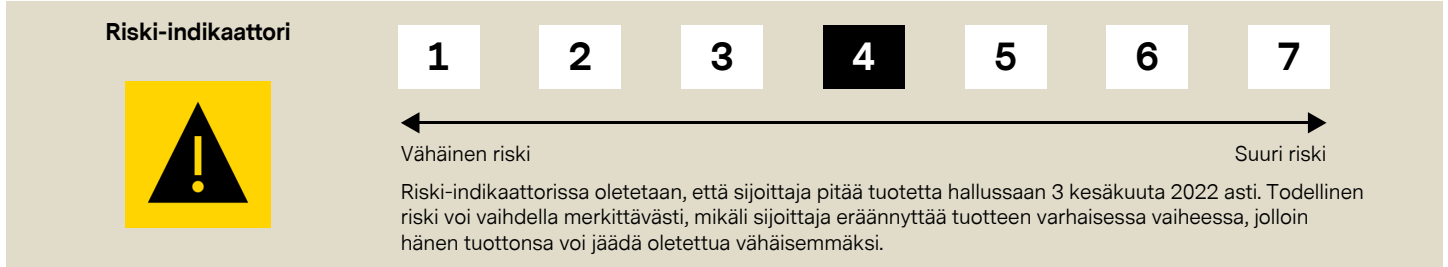 Riski-indikaattori
1 2 3 4 5 6 7
!
Vähäinen riski Suuri riski
Riski-indikaattorissa oletetaan, että sijoittaja pitää tuotetta hallussaan 3 kesäkuuta 2022 asti. Todellinen
riski voi vaihdella merkittävästi, mikäli sijoittaja eräännyttää tuotteen varhaisessa vaiheessa, jolloin
hänen tuottonsa voi jäädä oletettua vähäisemmäksi.